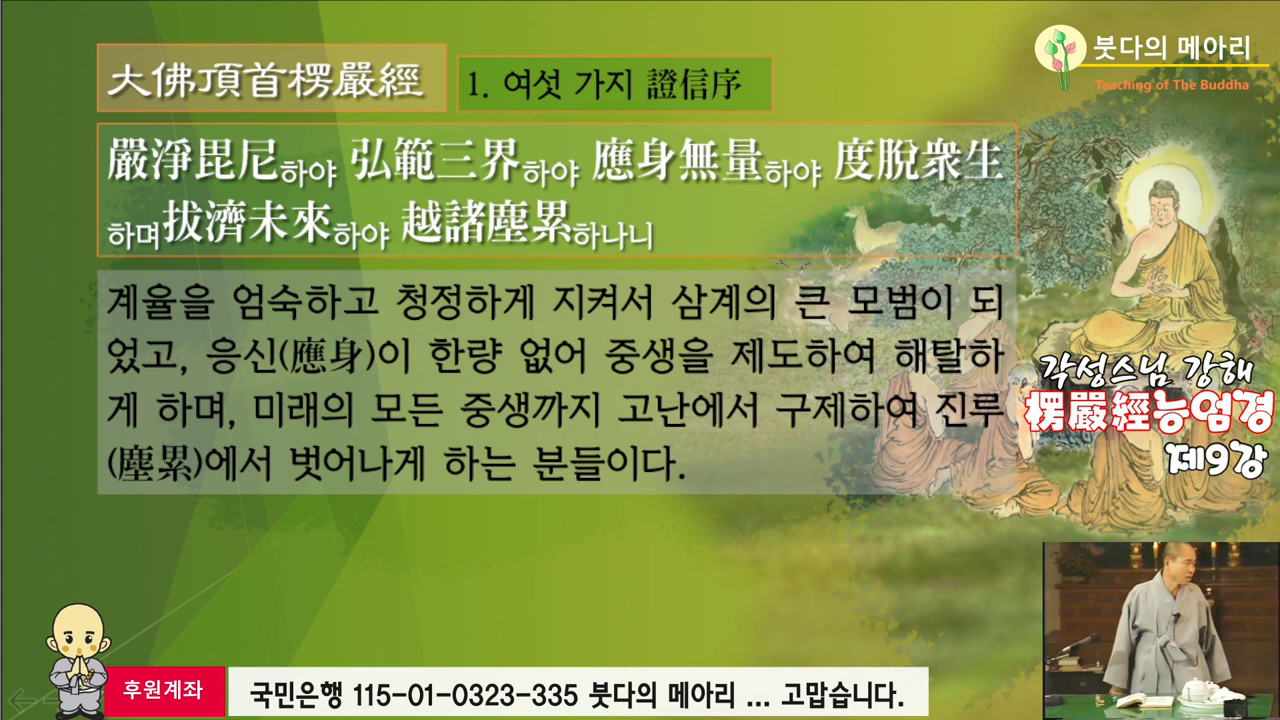 大佛頂首楞嚴經
1. 여섯 가지 證信序
붓다의 메아리
Teaching of The Buddha
嚴淨毘尼하야 弘範三界하야 應身無量하야 度脫衆生
하며拔濟未來하야 越諸塵累하나니
계율을 엄숙하고 청정하게 지켜서 삼계의 큰 모범이 되
었고, 응신(應身)이 한량 없어 중생을 제도하여 해탈하
게 하며, 미래의 모든 중생까지 고난에서 구제하여 진루
(塵累)에서 벗어나게 하는 분들이다.
각성스님 강해
楞嚴經능엄경
제9강
후원계좌
국민은행 115-01-0323-335 붓다의 메아리 ... 고맙습니다.